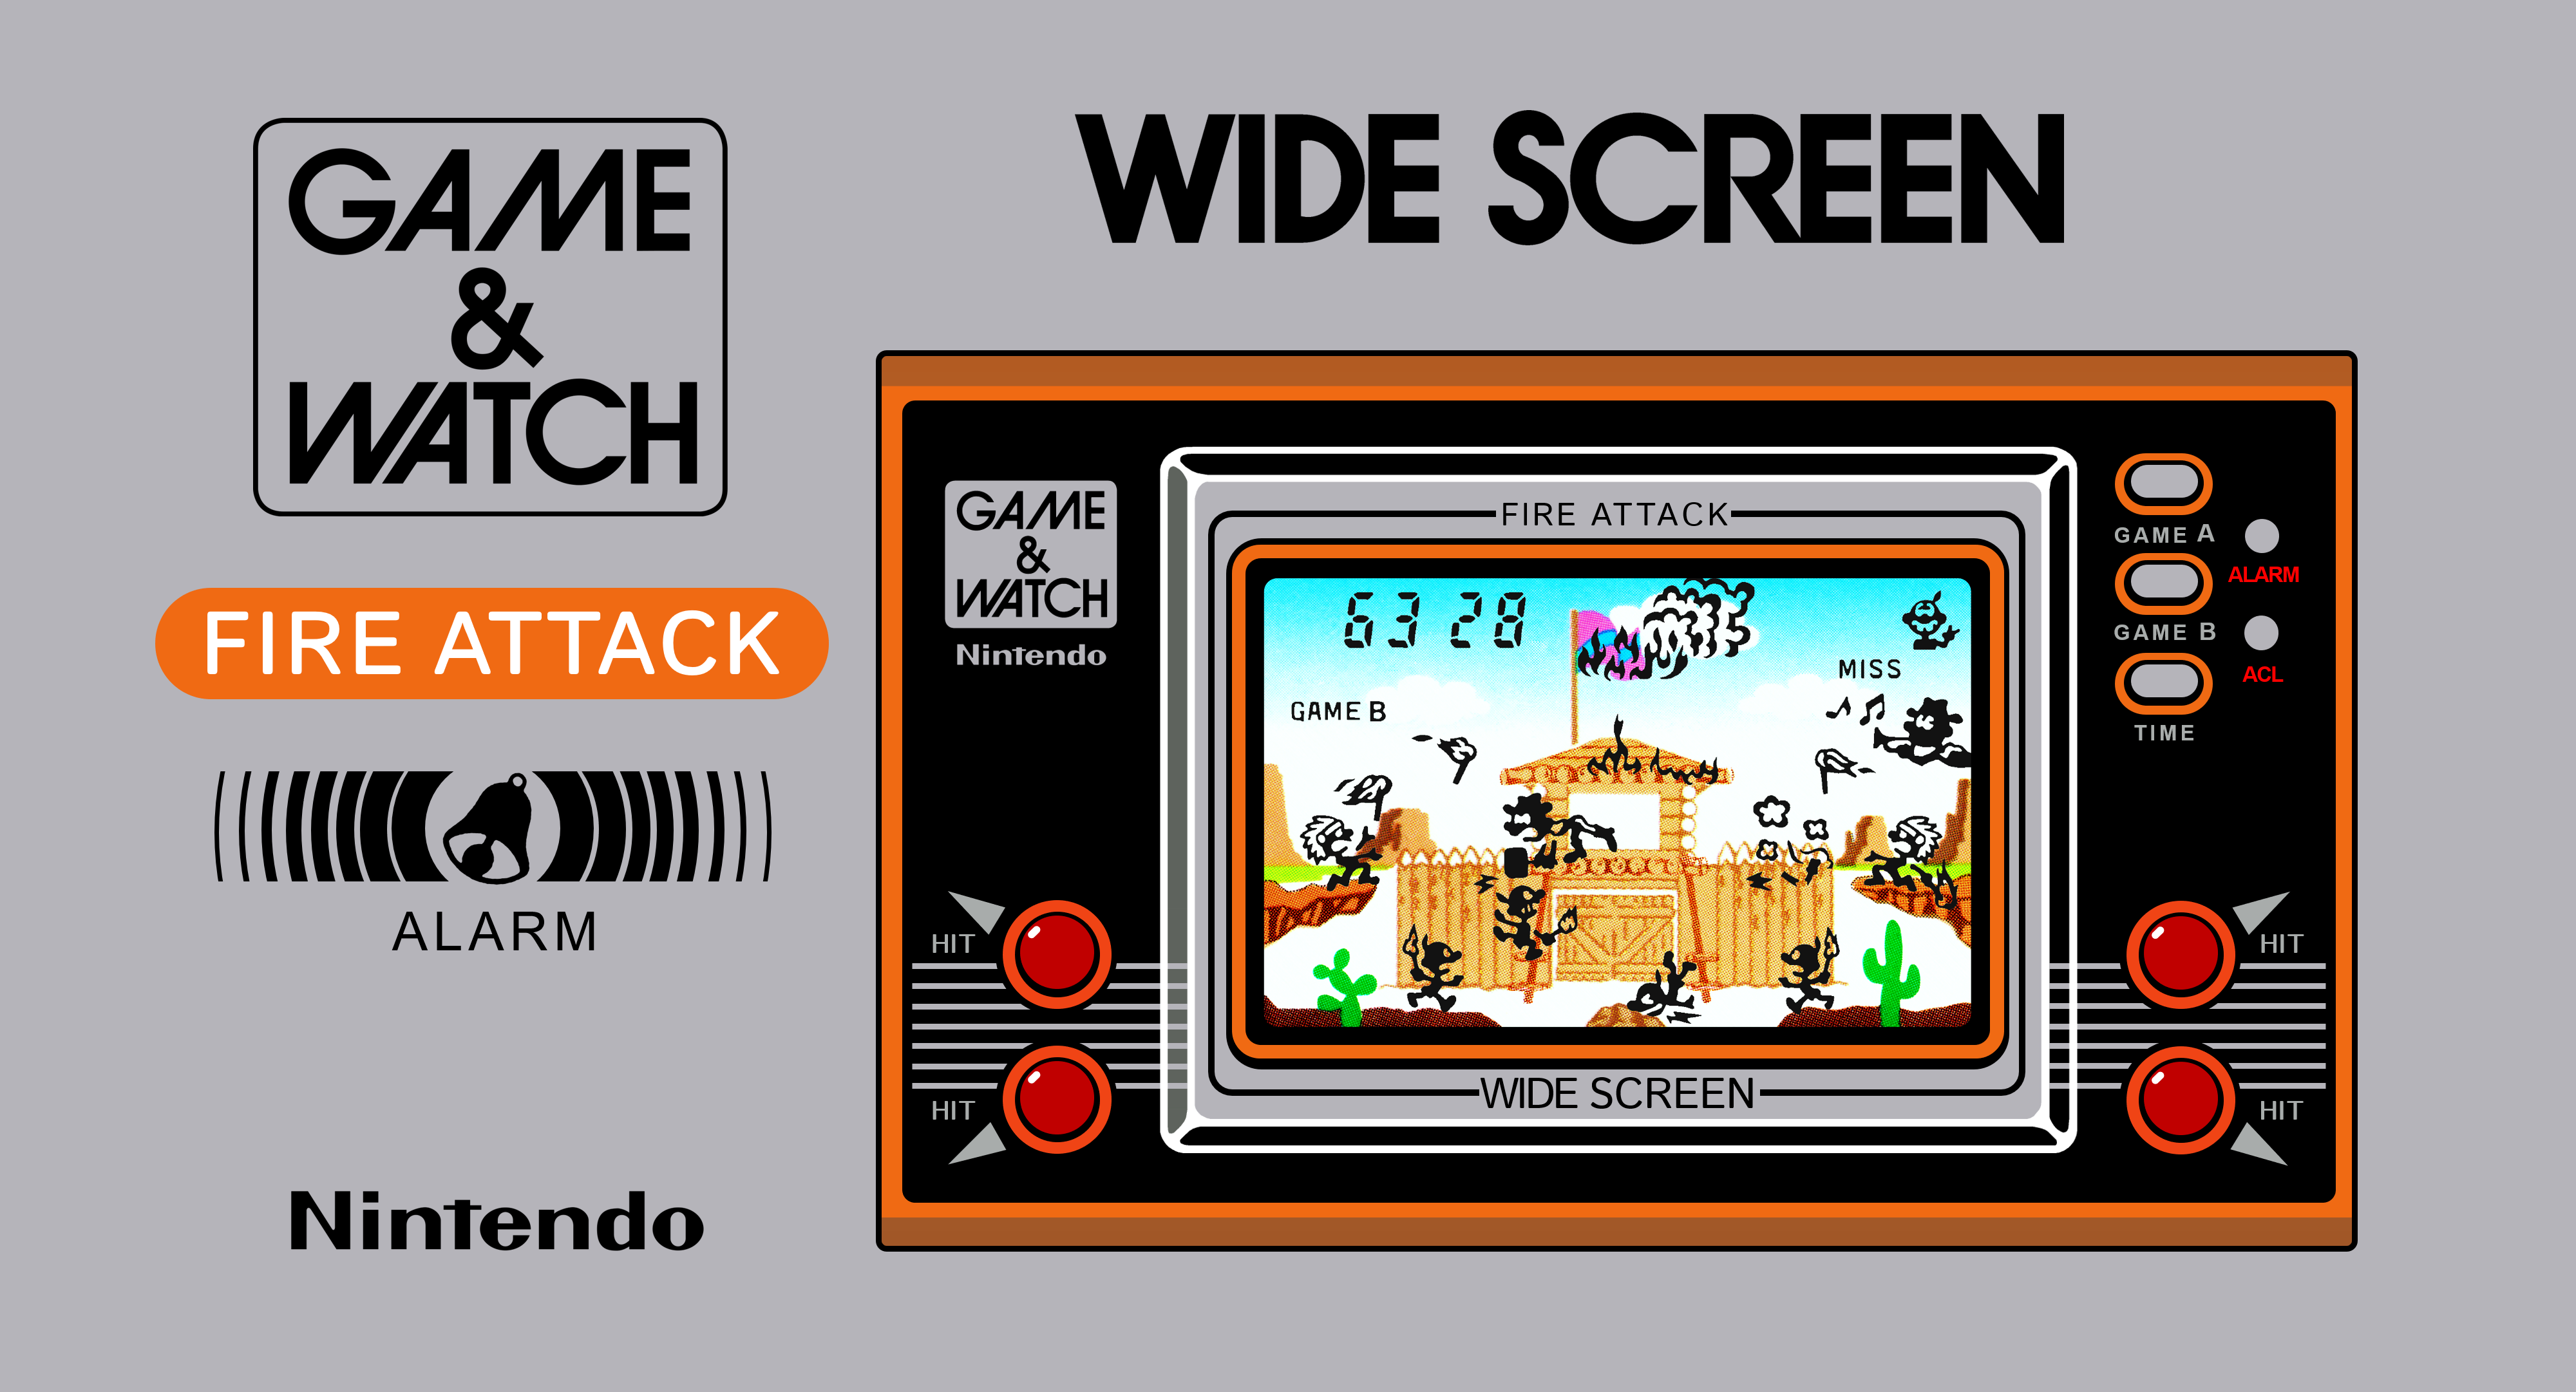 GAME
&
WATCH
FIRE ATTACK
ALARM
Nintendo
WIDE SCREEN
GAME
&
WATCH
Nintendo
FIRE ATTACK
63 28
MISS
GAME B
WIDE SCREEN
GAME A
ALARM
GAME B
ACL
TIME
HIT
HIT
HIT
HIT